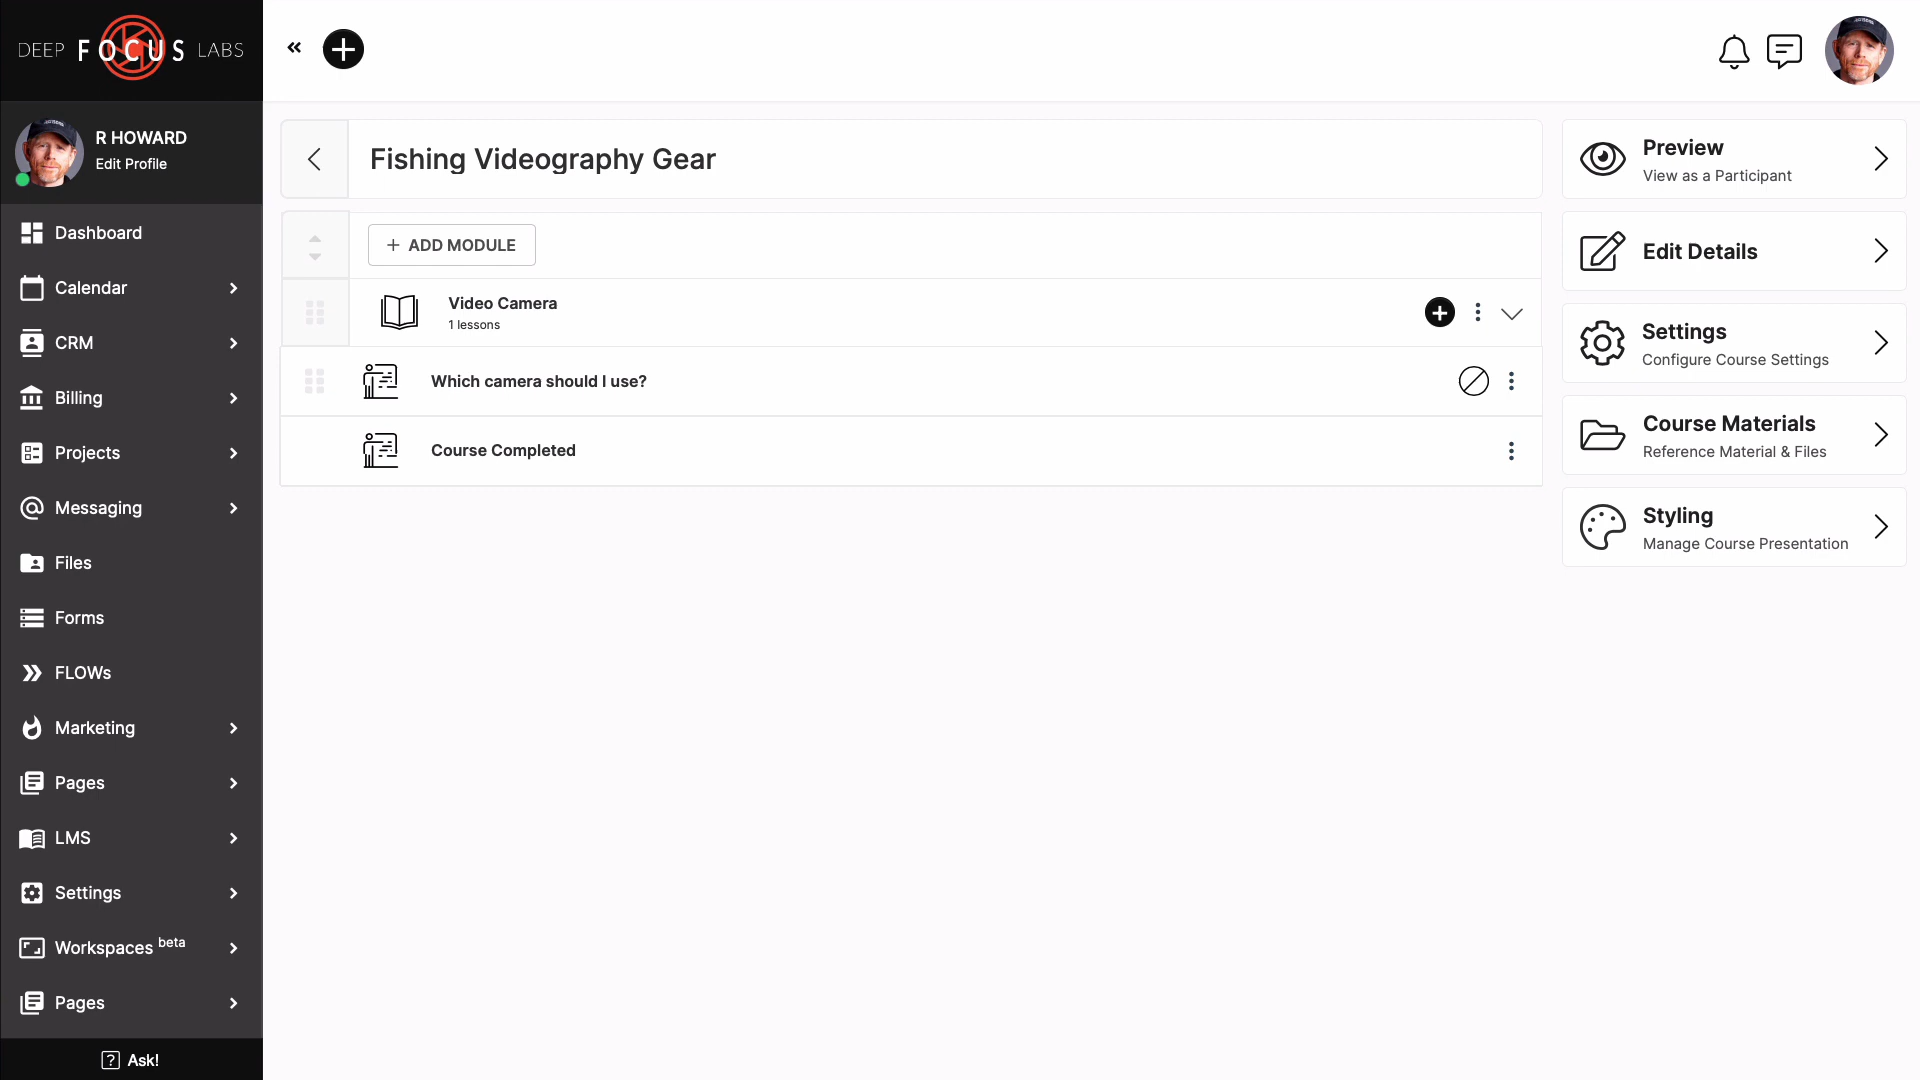 DEEP FOCUS LABS
R HOWARD
Edit Profile
Dashboard
Calendar
CRM
Billing
Projects
Messaging
Files
Forms
FLOWs
Marketing
Pages
LMS
Settings
Workspaces beta
Pages
? Ask!
Fishing Videography Gear
+ ADD MODULE
Video Camera
1 lessons
Which camera should I use?
Course Completed
Preview
View as a Participant
Edit Details
Settings
Configure Course Settings
Course Materials
Reference Material & Files
Styling
Manage Course Presentation